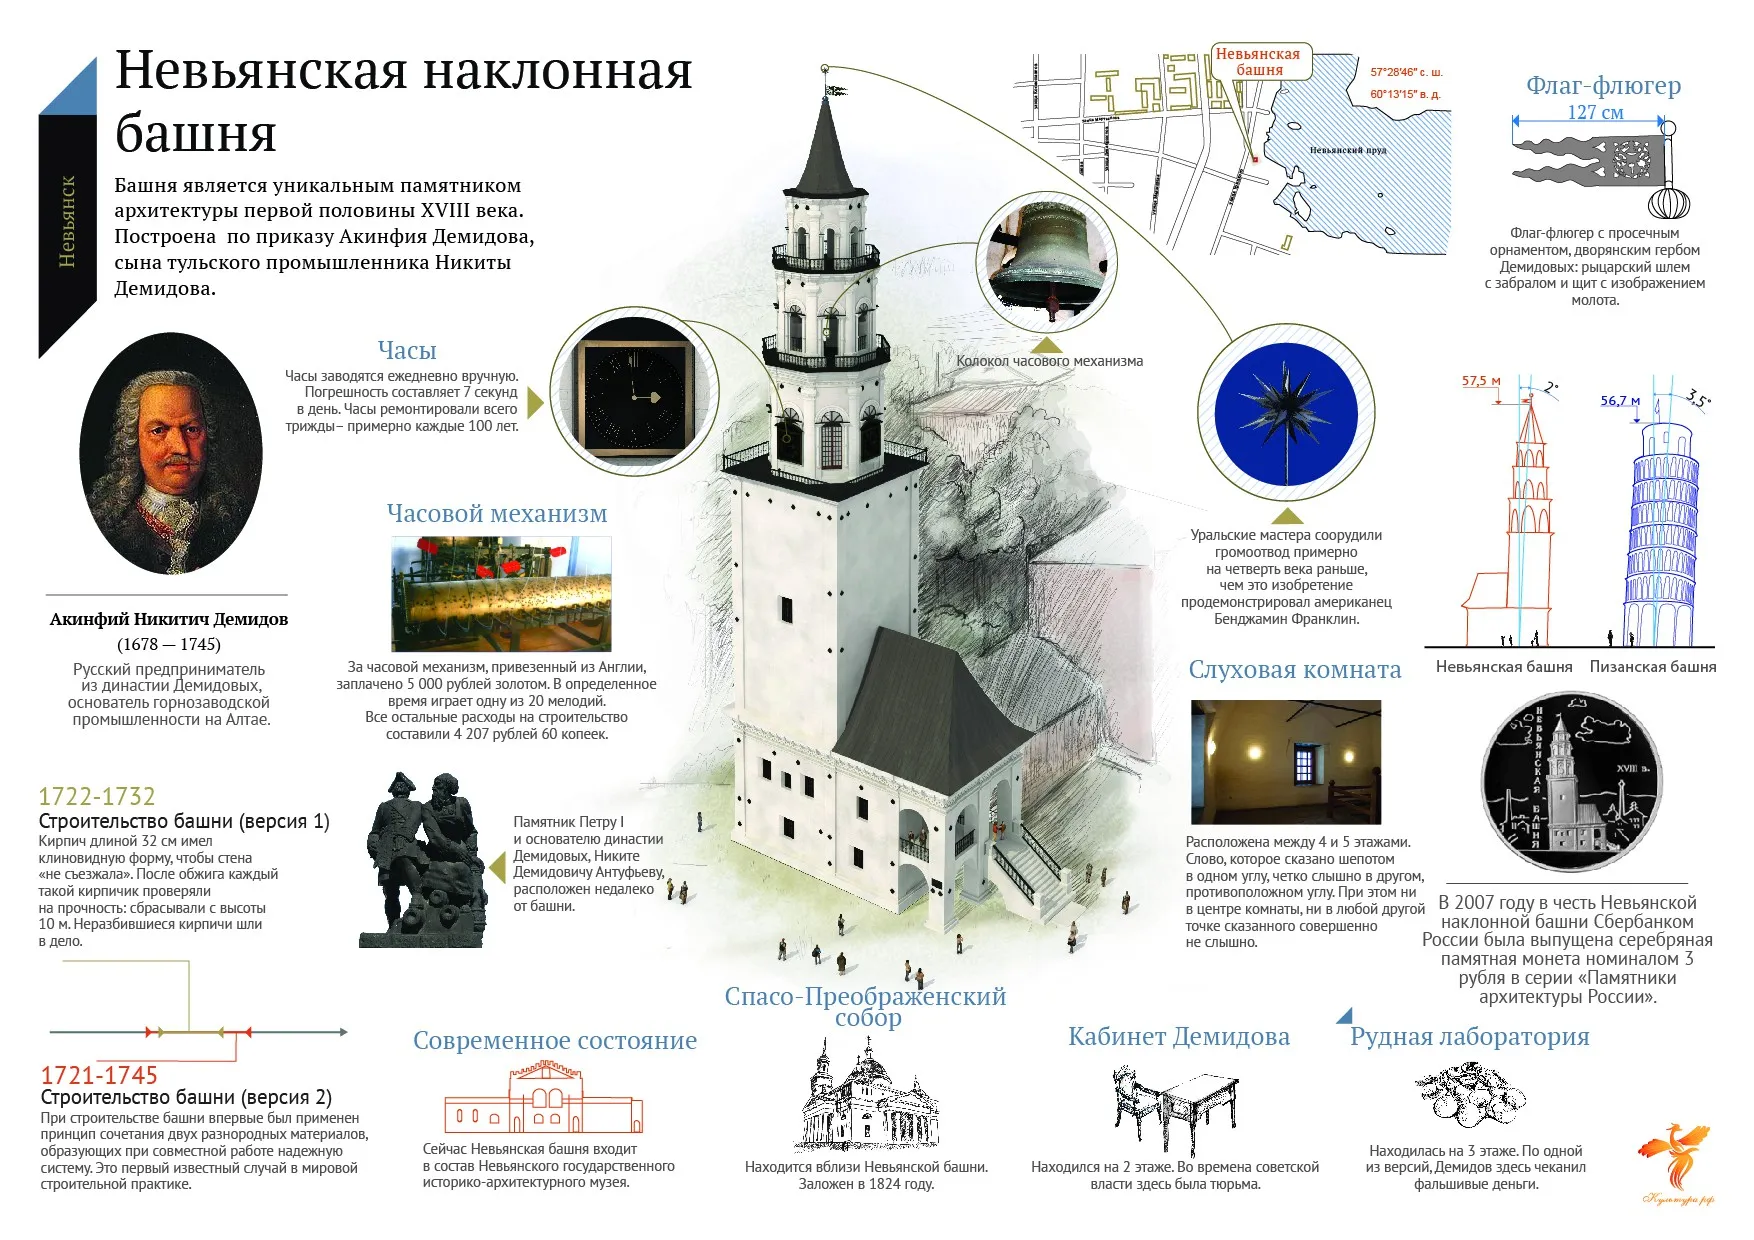 Невьянская наклонная
башня
Невьянск
Башня является уникальным памятником
архитектуры первой половины XVIII века.
Построена по приказу Акинфия Демидова,
сына тульского промышленника Никиты
Демидова.
Невьянская
башня
57°28'46" с. ш.
60°13'15" в. д.
Невьянский пруд
Флаг-флюгер
127 см
Флаг-флюгер с просечным
орнаментом, дворянским гербом
Демидовых: рыцарский шлем
с забралом и щит с изображением
молота.
Часы
Часы заводятся ежедневно вручную.
Погрешность составляет 7 секунд
в день. Часы ремонтировали всего
трижды– примерно каждые 100 лет.
Колокол часового механизма
Уральские мастера соорудили
громоотвод примерно
на четверть века раньше,
чем это изобретение
продемонстрировал американец
Бенджамин Франклин.
57,5 м
2°
56,7 м
3,5°
Невьянская башня
Пизанская башня
Акинфий Никитич Демидов
(1678 — 1745)
Русский предприниматель
из династии Демидовых,
основатель горнозаводской
промышленности на Алтае.
Часовой механизм
За часовой механизм, привезенный из Англии,
заплачено 5 000 рублей золотом. В определенное
время играет одну из 20 мелодий.
Все остальные расходы на строительство
составили 4 207 рублей 60 копеек.
Слуховая комната
Расположена между 4 и 5 этажами.
Слово, которое сказано шепотом
в одном углу, четко слышно в другом,
противоположном углу. При этом ни
в центре комнаты, ни в любой другой
точке сказанного совершенно
не слышно.
НЕВЬЯНСКАЯ БАШНЯ
XVIII в.
В 2007 году в честь Невьянской
наклонной башни Сбербанком
России была выпущена серебряная
памятная монета номиналом 3
рубля в серии «Памятники
архитектуры России».
1722-1732
Строительство башни (версия 1)
Кирпич длиной 32 см имел
клиновидную форму, чтобы стена
«не съезжала». После обжига каждый
такой кирпичик проверяли
на прочность: сбрасывали с высоты
10 м. Неразбившиеся кирпичи шли
в дело.
Памятник Петру I
и основателю династии
Демидовых, Никите
Демидовичу Антуфьеву,
расположен недалеко
от башни.
1721-1745
Строительство башни (версия 2)
При строительстве башни впервые был применен
принцип сочетания двух разнородных материалов,
образующих при совместной работе надежную
систему. Это первый известный случай в мировой
строительной практике.
Современное состояние
Сейчас Невьянская башня входит
в состав Невьянского государственного
историко-архитектурного музея.
Спасо-Преображенский
собор
Находится вблизи Невьянской башни.
Заложен в 1824 году.
Кабинет Демидова
Находился на 2 этаже. Во времена советской
власти здесь была тюрьма.
Рудная лаборатория
Находилась на 3 этаже. По одной
из версий, Демидов здесь чеканил
фальшивые деньги.
Культура.рф